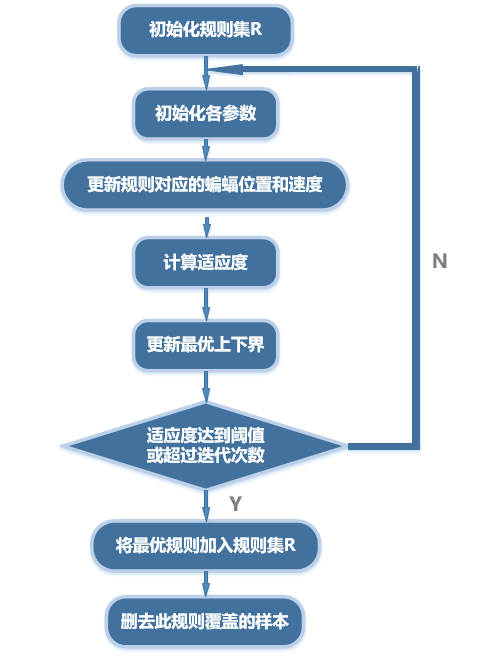 初始化规则集R
初始化各参数
更新规则对应的蝙蝠位置和速度
计算适应度
N
更新最优上下界
适应度达到阈值
或超过迭代次数
Y
将最优规则加入规则集R
删去此规则覆盖的样本